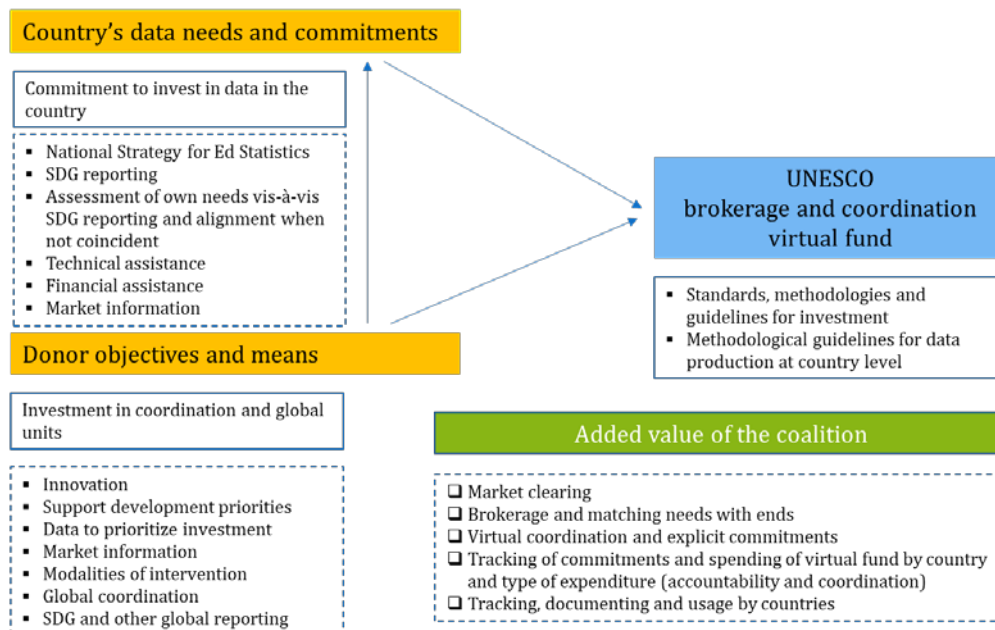 Country’s data needs and commitments
Commitment to invest in data in the
country
▪ National Strategy for Ed Statistics
▪ SDG reporting
▪ Assessment of own needs vis-à-vis
SDG reporting and alignment when
not coincident
▪ Technical assistance
▪ Financial assistance
▪ Market information
Donor objectives and means
Investment in coordination and global
units
▪ Innovation
▪ Support development priorities
▪ Data to prioritize investment
▪ Market information
▪ Modalities of intervention
▪ Global coordination
▪ SDG and other global reporting
UNESCO
brokerage and coordination
virtual fund
▪ Standards, methodologies and
guidelines for investment
▪ Methodological guidelines for data
production at country level
Added value of the coalition
❑ Market clearing
❑ Brokerage and matching needs with ends
❑ Virtual coordination and explicit commitments
❑ Tracking of commitments and spending of virtual fund by country
and type of expenditure (accountability and coordination)
❑ Tracking, documenting and usage by countries